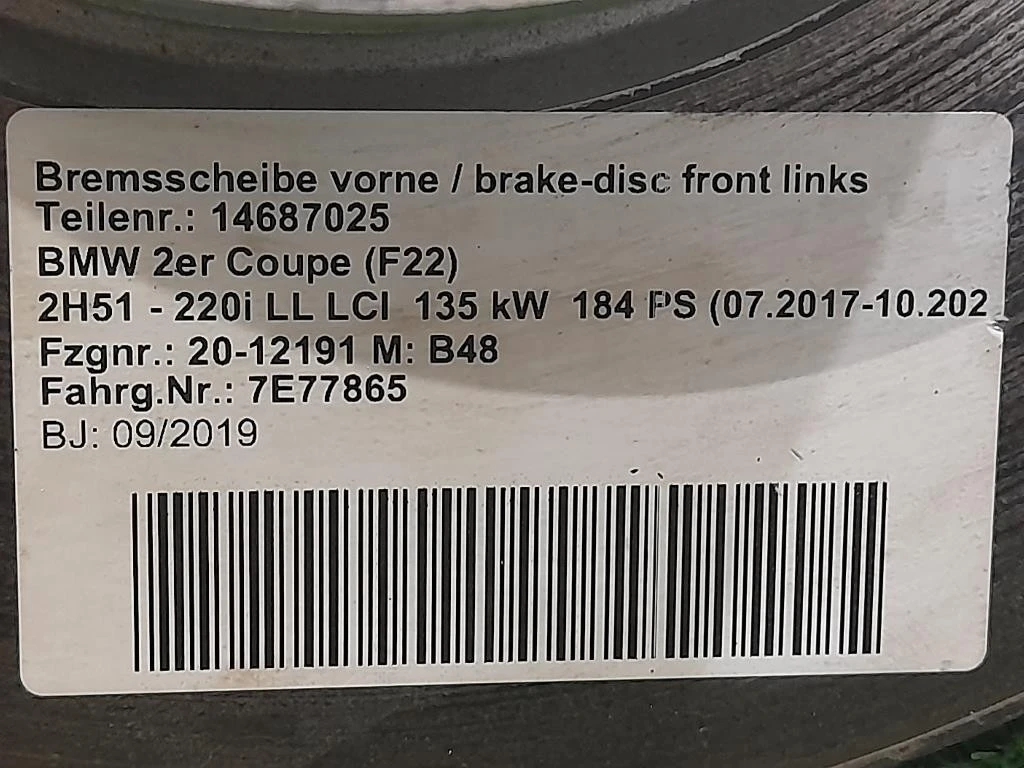 Bremsscheibe vorne / brake-disc front links
Teilenr.: 14687025
BMW 2er Coupe (F22)
2H51 - 220i LL LCI 135 kW 184 PS (07.2017-10.202
Fzgnr.: 20-12191 M: B48
Fahrg.Nr.: 7E77865
BJ: 09/2019